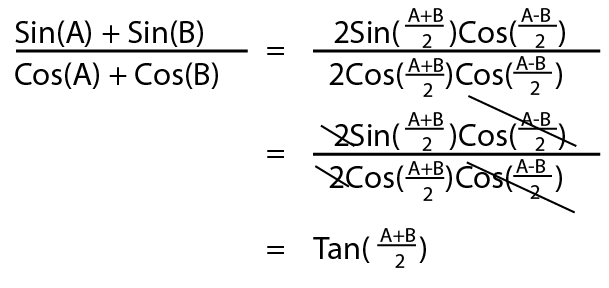 (Sin(A) + Sin(B))/(Cos(A) + Cos(B)) = (2Sin((A+B)/2)Cos((A-B)/2))/(2Cos((A+B)/2)Cos((A-B)/2))
= (2Sin((A+B)/2)Cos((A-B)/2))/(2Cos((A+B)/2)Cos((A-B)/2))
= Tan((A+B)/2)